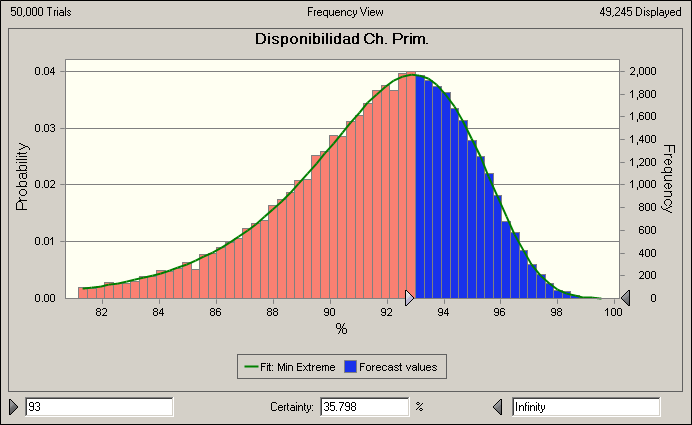 50,000 Trials Frequency View 49,245 Displayed
Disponibilidad Ch. Prim.
0.04 2,000
1,800
1,600
0.03 1,400
1,200
0.02 1,000
800
0.01 600
400
200
0.00 0
Probability
Frequency
82 84 86 88 90 92 94 96 98 100
%
Fit: Min Extreme Forecast values
93 Certainty: 35.798 % Infinity